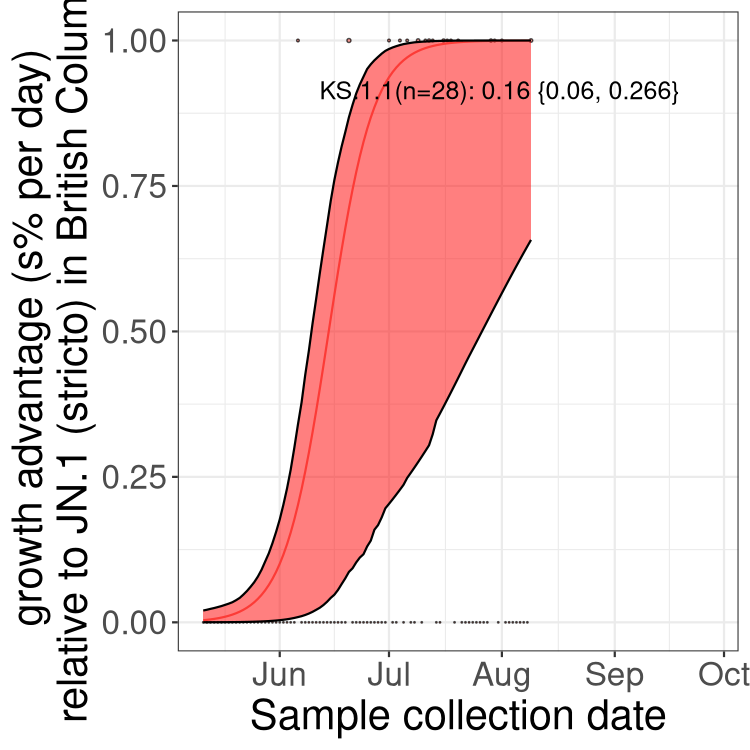 growth advantage (s% per day)
relative to JN.1 (stricto) in British Colum
1.00
0.75
0.50
0.25
0.00
KS.1.1(n=28): 0.16 {0.06, 0.266}
Jun Jul Aug Sep Oct
Sample collection date